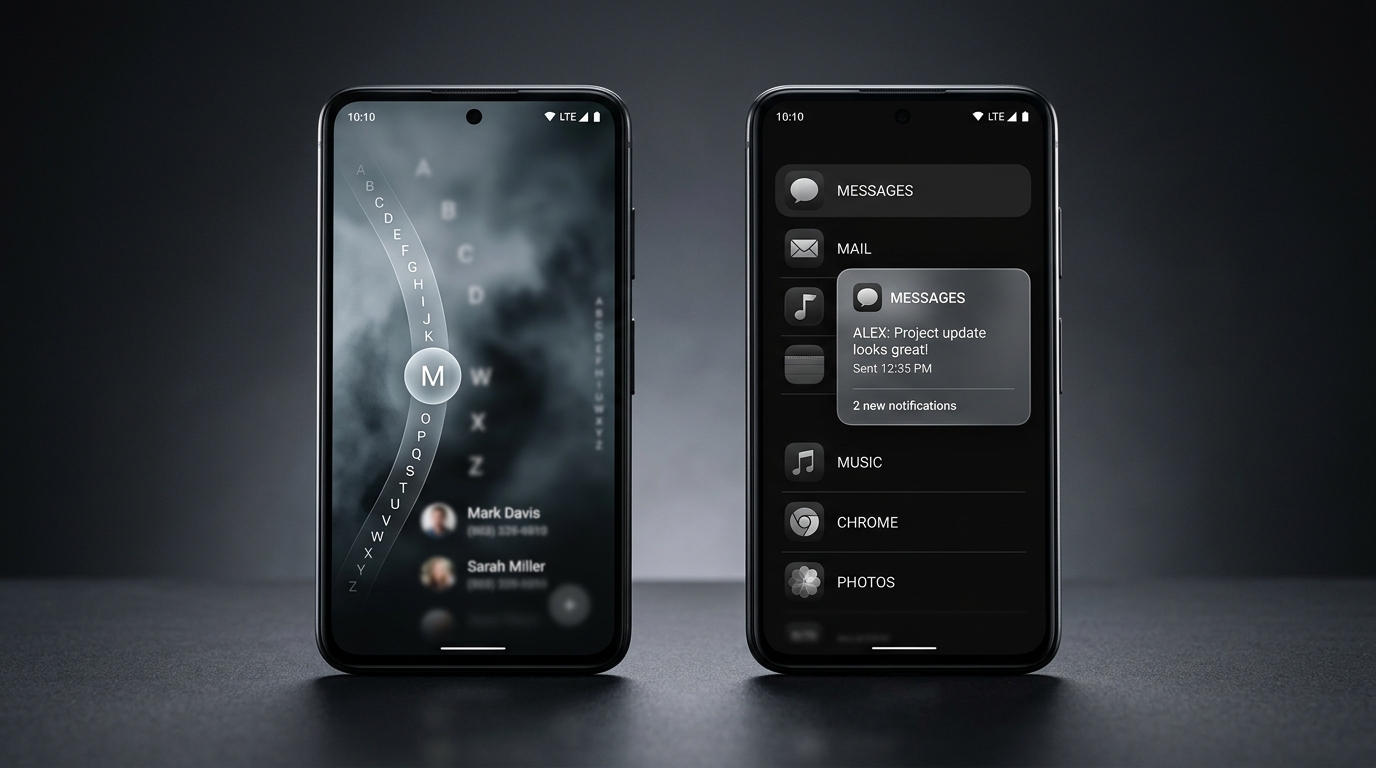 10:10
LTE
A
B
C
D
E
F
G
H
I
J
K
M
O
P
Q
S
T
U
V
W
X
Y
Z
A
B
C
D
W
X
Z
Mark Davis
Sarah Miller
10:10
LTE
MESSAGES
MAIL
MESSAGES
ALEX: Project update
looks great!
Sent 12:35 PM
2 new notifications
MUSIC
CHROME
PHOTOS